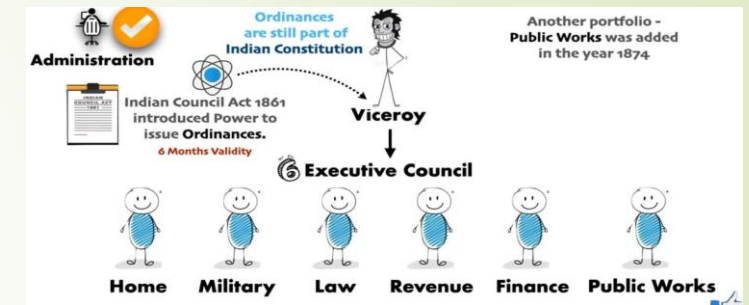 Administration
INDIAN
COUNCIL ACT
1861
Indian Council Act 1861
introduced Power to
issue Ordinances.
6 Months Validity
Ordinances
are still part of
Indian Constitution
Viceroy
Another portfolio -
Public Works was added
in the year 1874
6 Executive Council
Home Military Law Revenue Finance Public Works